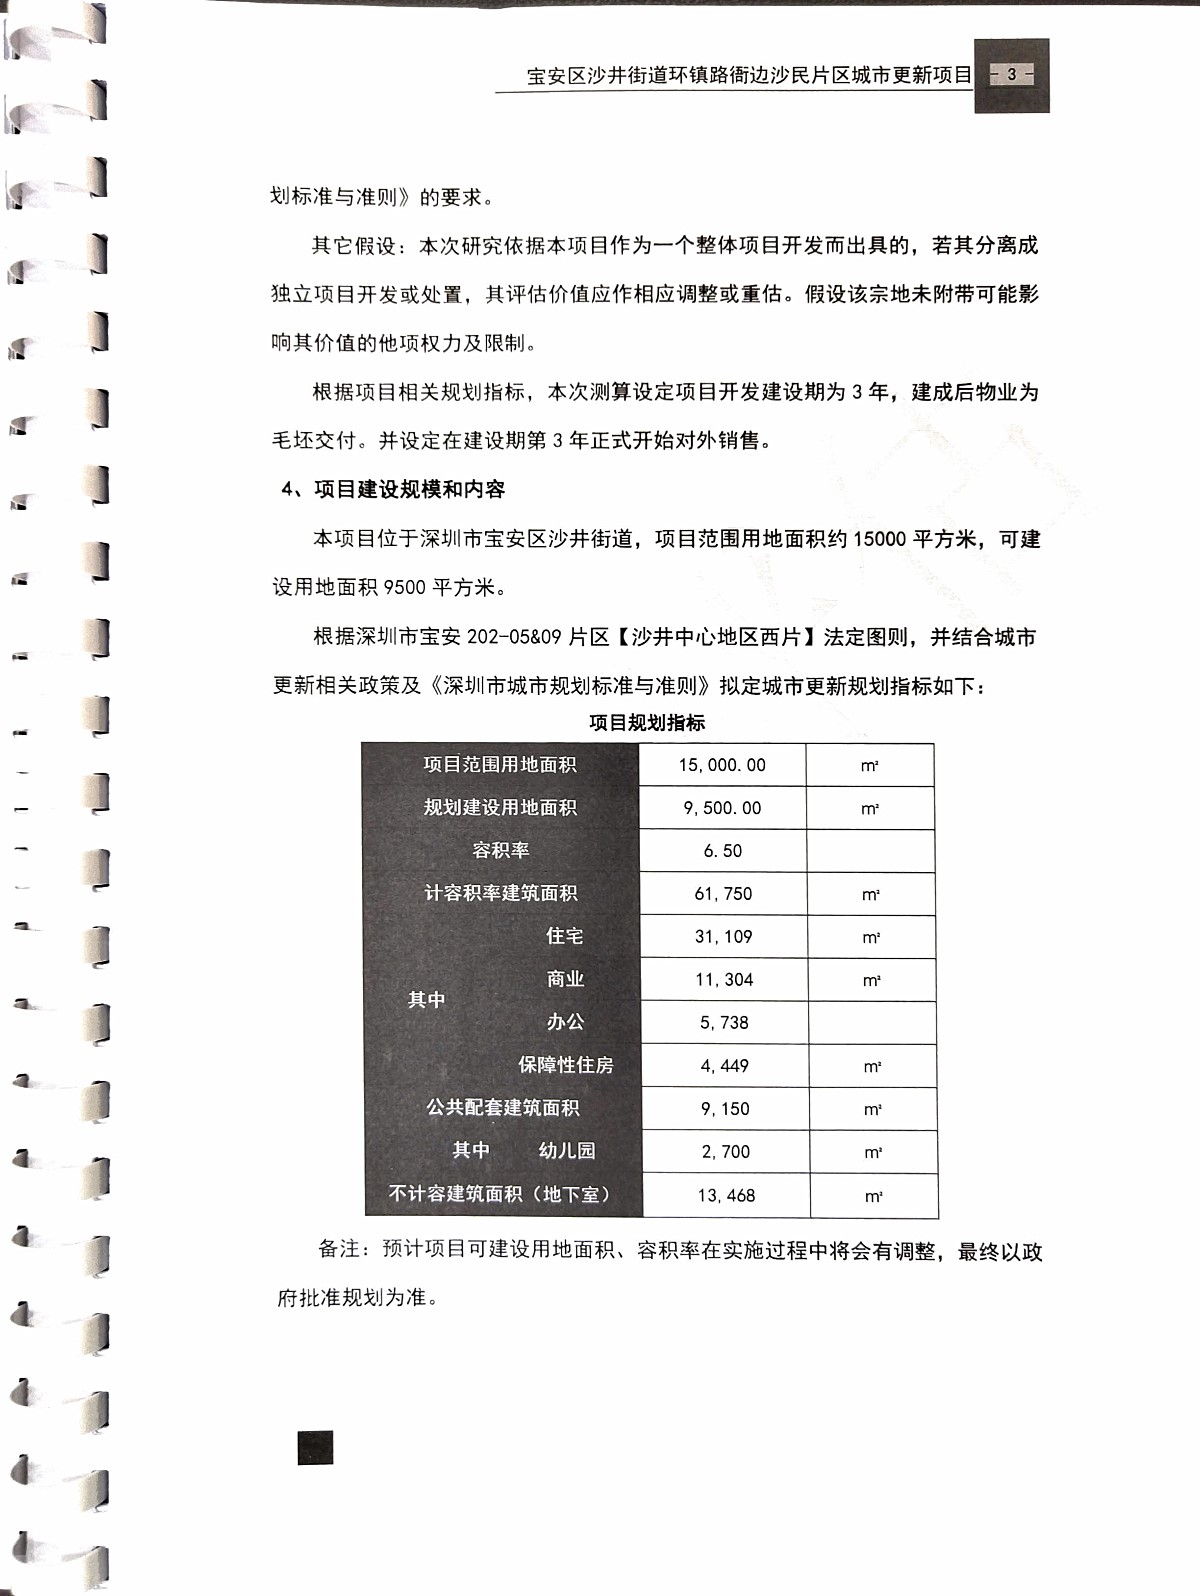 宝安区沙井街道环镇路衙边沙民片区城市更新项目 - 3 -
划标准与准则》的要求。
其它假设：本次研究依据本项目作为一个整体项目开发而出具的，若其分离成
独立项目开发或处置，其评估价值应作相应调整或重估。假设该宗地未附带可能影
响其价值的他项权力及限制。
根据项目相关规划指标，本次测算设定项目开发建设期为 3 年，建成后物业为
毛坯交付。并设定在建设期第 3 年正式开始对外销售。
4、项目建设规模和内容
本项目位于深圳市宝安区沙井街道，项目范围用地面积约 15000 平方米，可建
设用地面积 9500 平方米。
根据深圳市宝安 202-05&09 片区【沙井中心地区西片】法定图则，并结合城市
更新相关政策及《深圳市城市规划标准与准则》拟定城市更新规划指标如下：
项目规划指标
项目范围用地面积 15,000.00 ㎡
规划建设用地面积 9,500.00 ㎡
容积率 6.50
计容积率建筑面积 61,750 ㎡
住宅 31,109 ㎡
商业 11,304 ㎡
其中
办公 5,738
保障性住房 4,449 ㎡
公共配套建筑面积 9,150 ㎡
其中 幼儿园 2,700 ㎡
不计容建筑面积（地下室） 13,468 ㎡
备注：预计项目可建设用地面积、容积率在实施过程中将会有调整，最终以政
府批准规划为准。